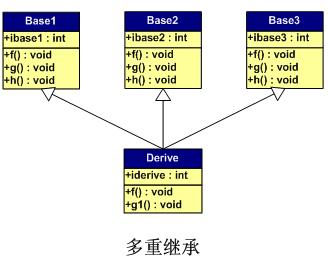 Base1
+ibase1 : int
+f() : void
+g() : void
+h() : void
Base2
+ibase2 : int
+f() : void
+g() : void
+h() : void
Base3
+ibase3 : int
+f() : void
+g() : void
+h() : void
Derive
+iderive : int
+f() : void
+g1() : void
多重继承